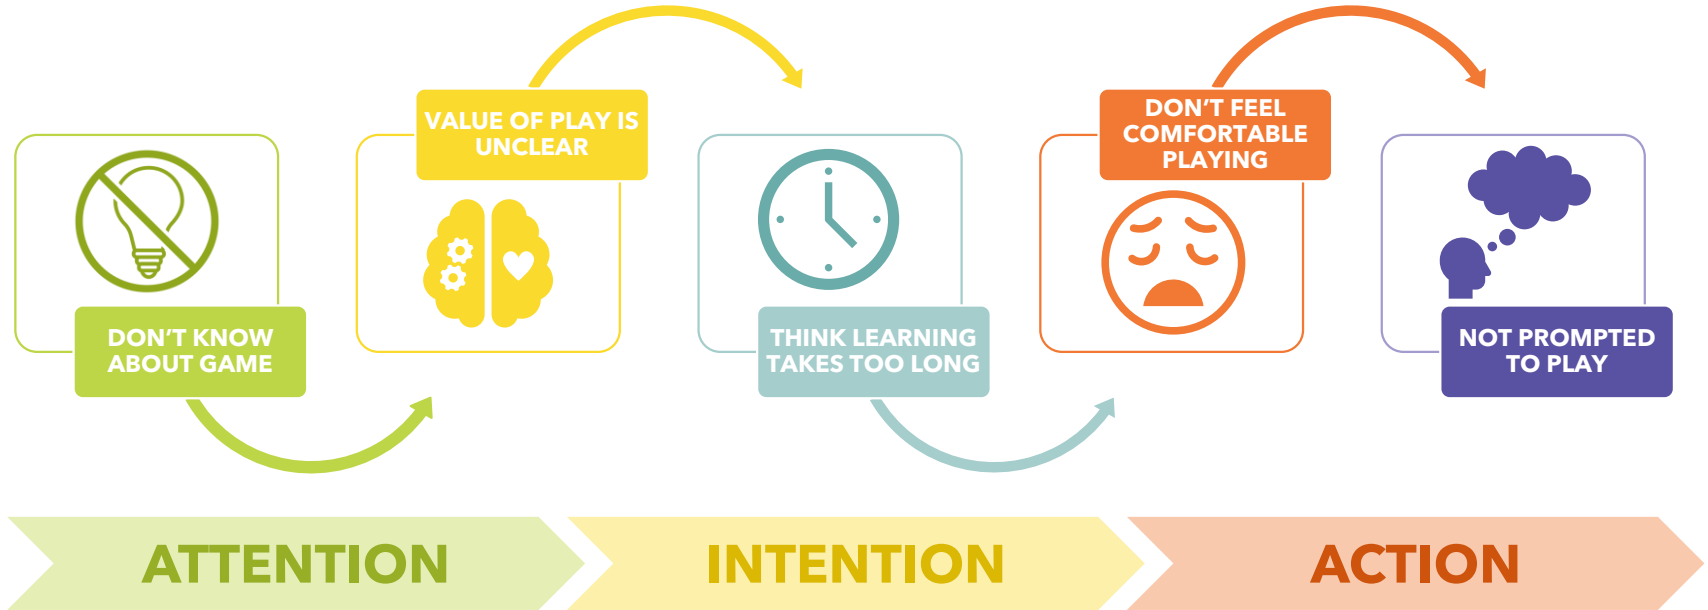 DON'T KNOW
ABOUT GAME
VALUE OF PLAY IS
UNCLEAR
THINK LEARNING
TAKES TOO LONG
DON'T FEEL
COMFORTABLE
PLAYING
NOT PROMPTED
TO PLAY
ATTENTION
INTENTION
ACTION